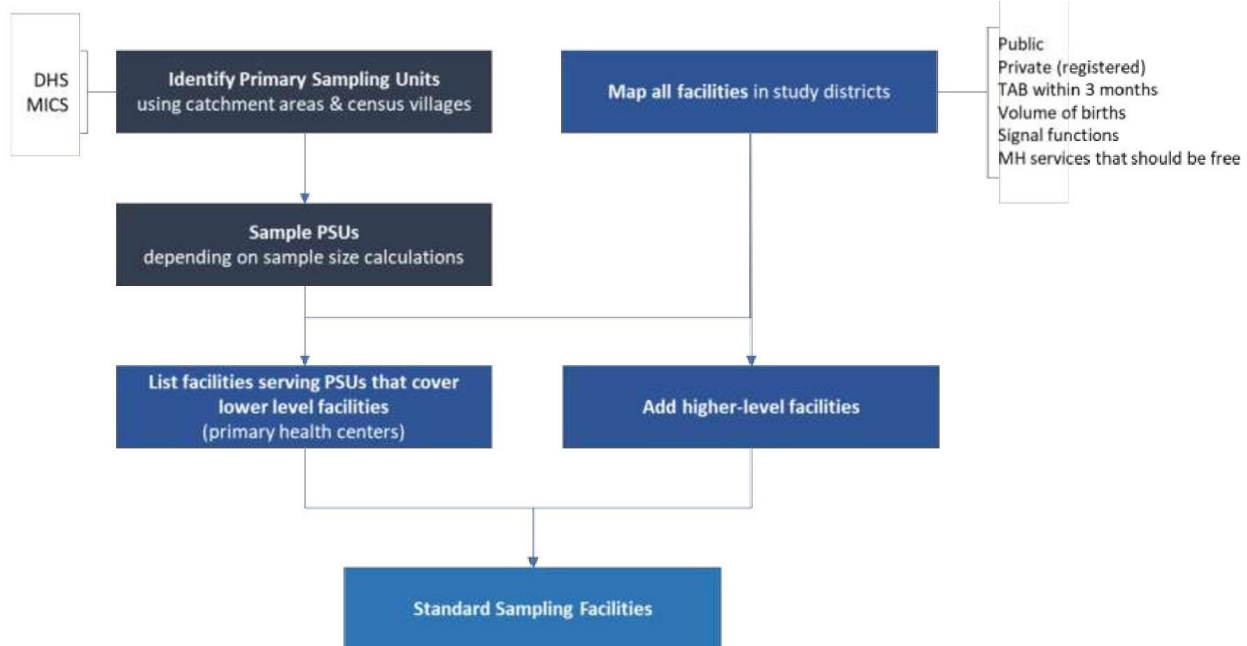 DHS
MICS
Identify Primary Sampling Units
using catchment areas & census villages
Map all facilities in study districts
Public
Private (registered)
TAB within 3 months
Volume of births
Signal functions
MH services that should be free
Sample PSUs
depending on sample size calculations
List facilities serving PSUs that cover
lower level facilities
(primary health centers)
Add higher-level facilities
Standard Sampling Facilities